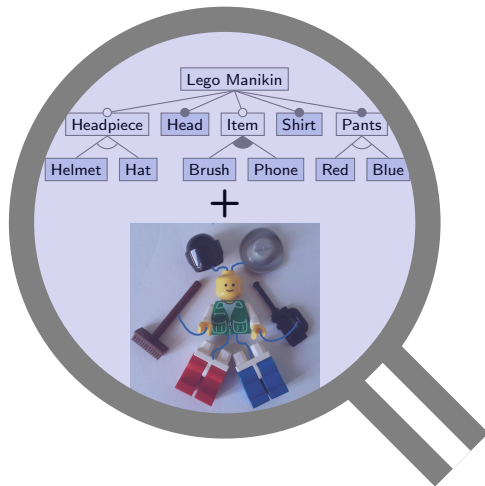 Lego Manikin
Headpiece Head Item Shirt Pants
Helmet Hat Brush Phone Red Blue
+